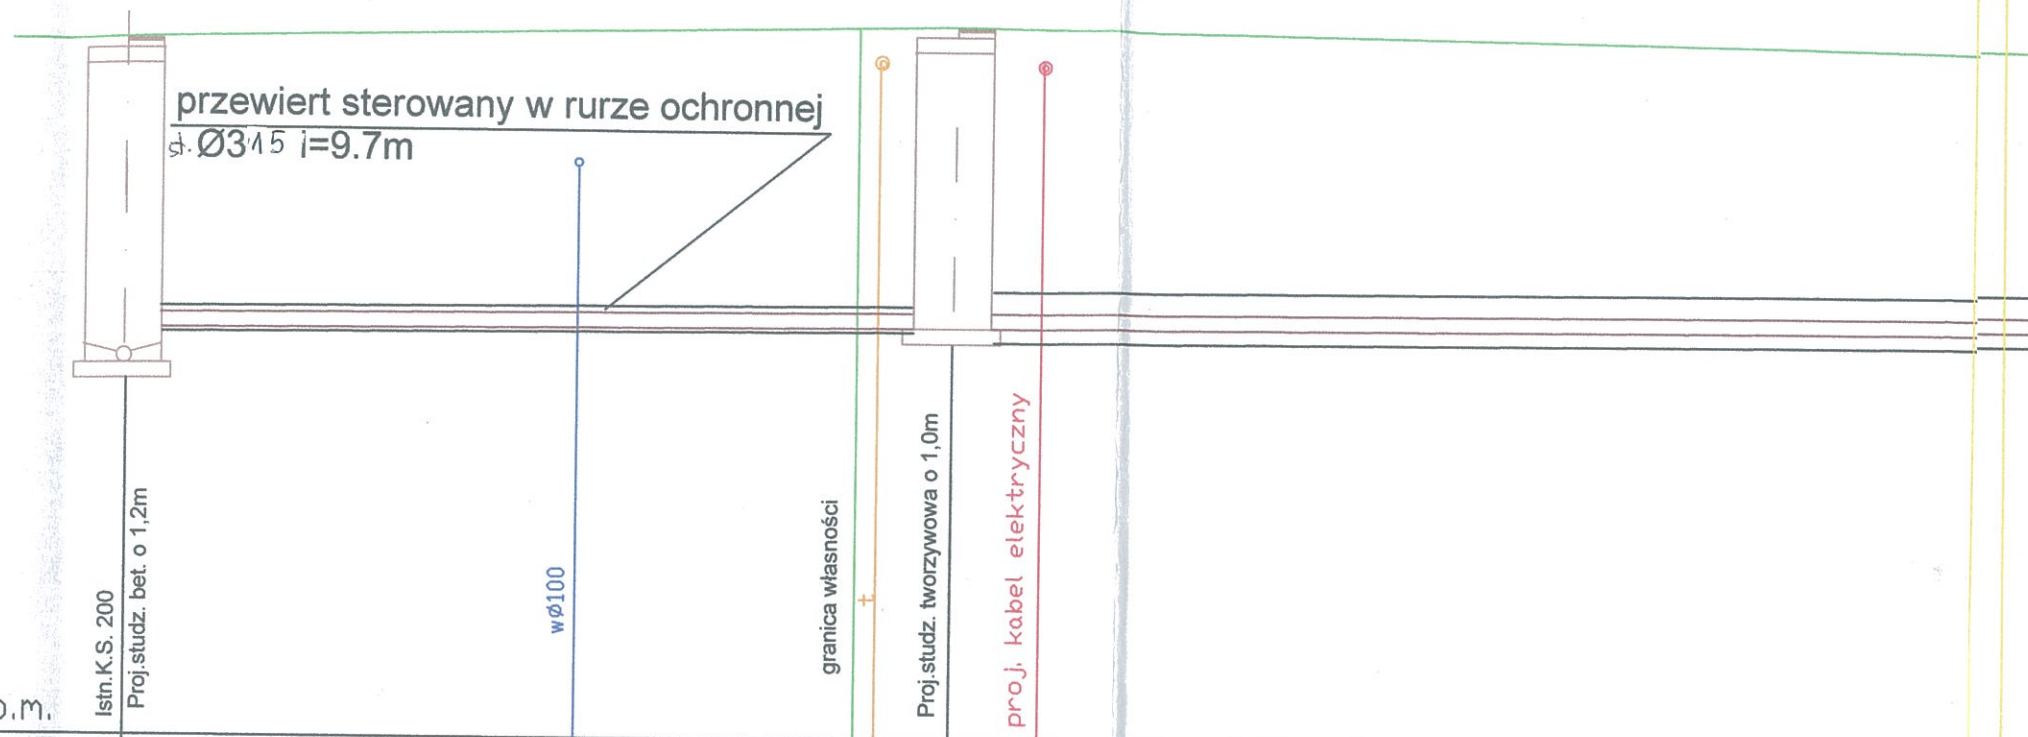 przewiert sterowany w rurze ochronnej
st. Ø315 i=9.7m
Istn.K.S. 200
Proj.studz. bet. o 1,2m
wø100
granica własności
t
Proj.studz. tworzywowa o 1,0m
proj. kabel elektryczny
p.m.